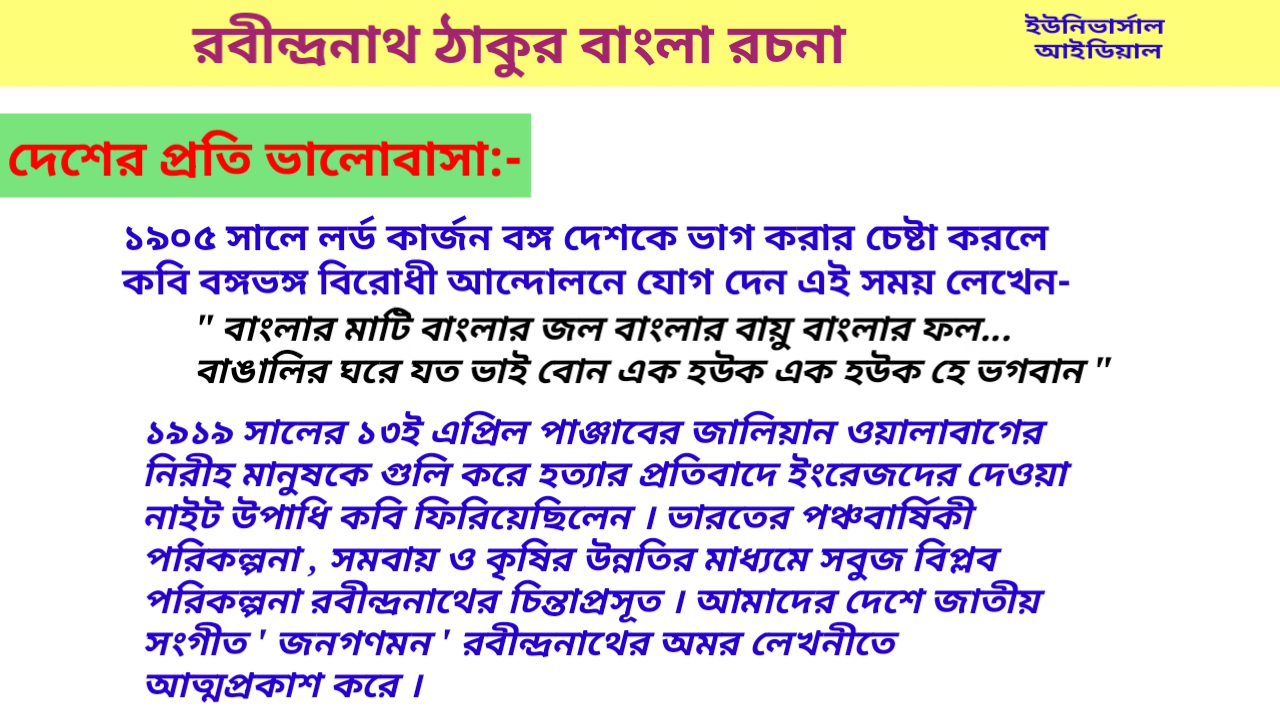 রবীন্দ্রনাথ ঠাকুর বাংলা রচনা
ইউনিভার্সাল
আইডিয়াল
দেশের প্রতি ভালোবাসা:-
১৯০৫ সালে লর্ড কার্জন বঙ্গ দেশকে ভাগ করার চেষ্টা করলে
কবি বঙ্গভঙ্গ বিরোধী আন্দোলনে যোগ দেন এই সময় লেখেন-
" বাংলার মাটি বাংলার জল বাংলার বায়ু বাংলার ফল...
বাঙালির ঘরে যত ভাই বোন এক হউক এক হউক হে ভগবান "
১৯১৯ সালের ১৩ই এপ্রিল পাঞ্জাবের জালিয়ান ওয়ালাবাগের
নিরীহ মানুষকে গুলি করে হত্যার প্রতিবাদে ইংরেজদের দেওয়া
নাইট উপাধি কবি ফিরিয়েছিলেন । ভারতের পঞ্চবার্ষিকী
পরিকল্পনা , সমবায় ও কৃষির উন্নতির মাধ্যমে সবুজ বিপ্লব
পরিকল্পনা রবীন্দ্রনাথের চিন্তাপ্রসূত । আমাদের দেশে জাতীয়
সংগীত ' জনগণমন ' রবীন্দ্রনাথের অমর লেখনীতে
আত্মপ্রকাশ করে ।